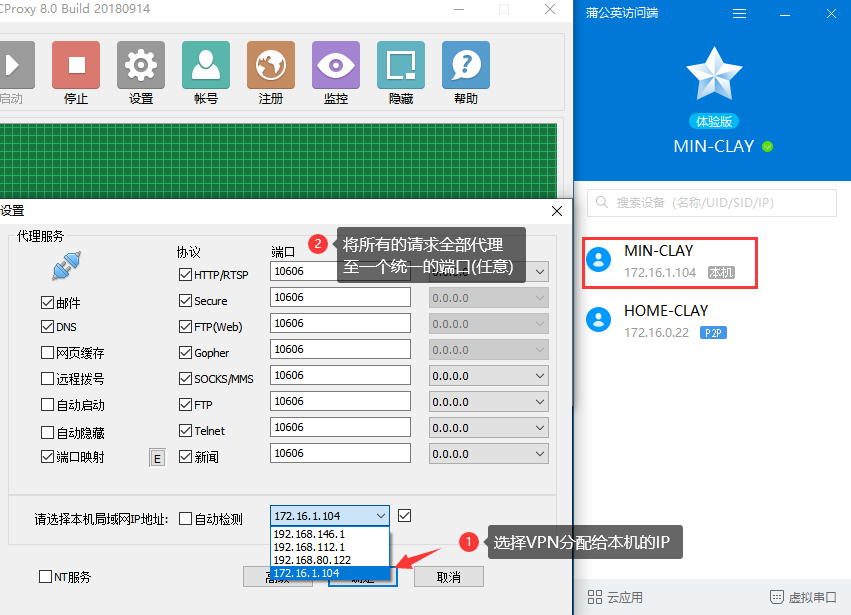 CProxy 8.0 Build 20180914
启动
停止
设置
帐号
注册
监控
隐藏
帮助
设置
代理服务
协议
端口
2
将所有的请求全部代理
至一个统一的端口(任意)
HTTP/RTSP
10606
邮件
Secure
10606
0.0.0.0
DNS
FTP(Web)
10606
0.0.0.0
网页缓存
Gopher
10606
0.0.0.0
远程拨号
SOCKS/MMS
10606
0.0.0.0
自动启动
FTP
10606
0.0.0.0
自动隐藏
Telnet
10606
0.0.0.0
端口映射
E
新闻
10606
0.0.0.0
请选择本机局域网IP地址:
自动检测
172.16.1.104
192.168.146.1
192.168.112.1
192.168.80.122
172.16.1.104
1
选择VPN分配给本机的IP
NT服务
取消
蒲公英访问端
体验版
MIN-CLAY
搜索设备 (名称/UID/SID/IP)
MIN-CLAY
172.16.1.104 本机
HOME-CLAY
172.16.0.22 P2P
云应用
虚拟串口